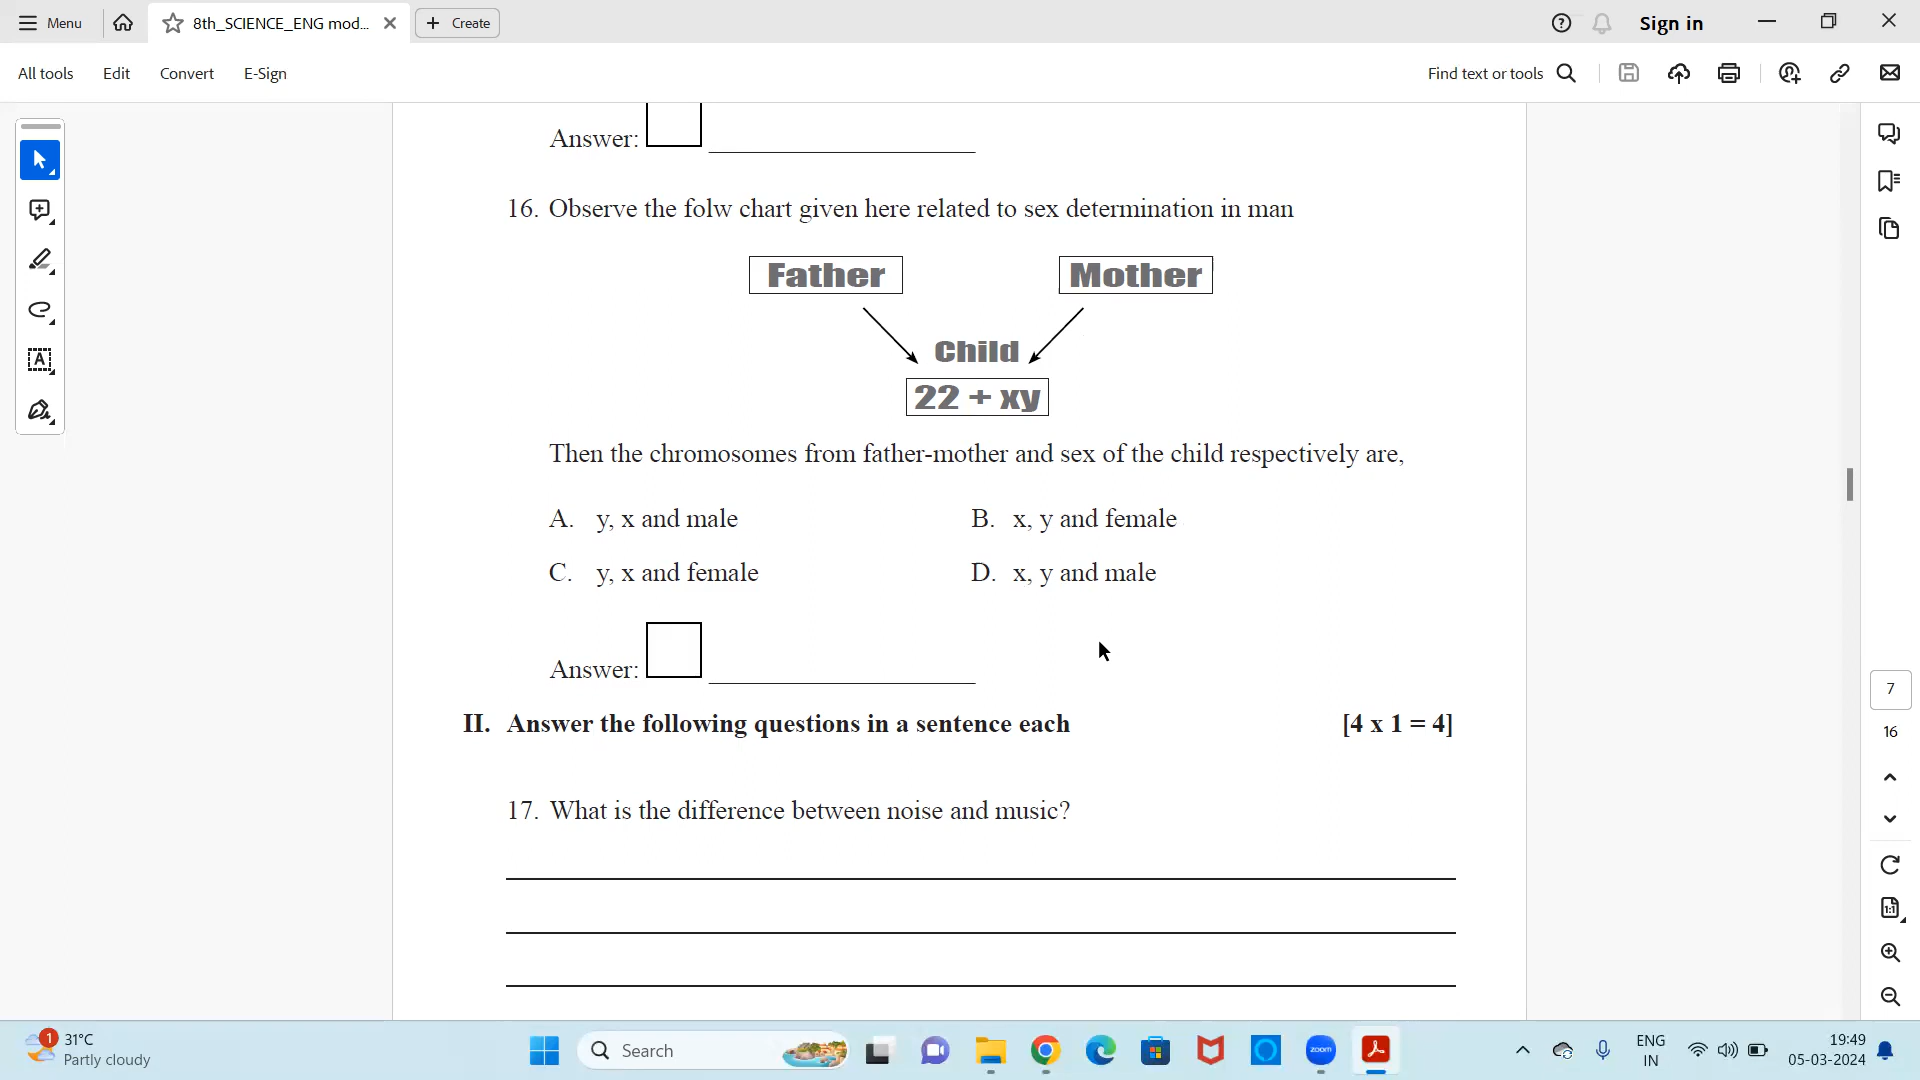 Menu
8th_SCIENCE_ENG mod...
Create
Sign in
All tools
Edit
Convert
E-Sign
Find text or tools
Answer:
16. Observe the folw chart given here related to sex determination in man
Father
Mother
Child
22 + xy
Then the chromosomes from father-mother and sex of the child respectively are,
A. y, x and male
B. x, y and female
C. y, x and female
D. x, y and male
Answer:
II. Answer the following questions in a sentence each [4 x 1 = 4]
17. What is the difference between noise and music?
7
16
1:1
1
31°C
Partly cloudy
Search
zoom
ENG
IN
19:49
05-03-2024